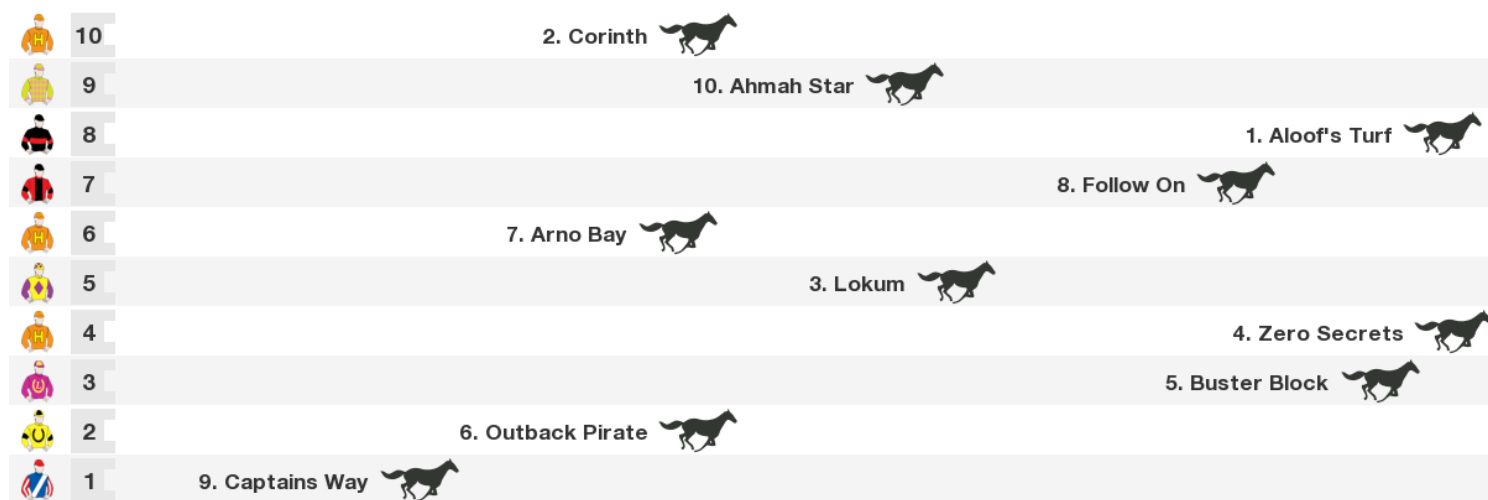 10 2. Corinth
9 10. Ahmah Star
8 1. Aloof's Turf
7 8. Follow On
6 7. Arno Bay
5 3. Lokum
4 4. Zero Secrets
3 5. Buster Block
2 6. Outback Pirate
1 9. Captains Way